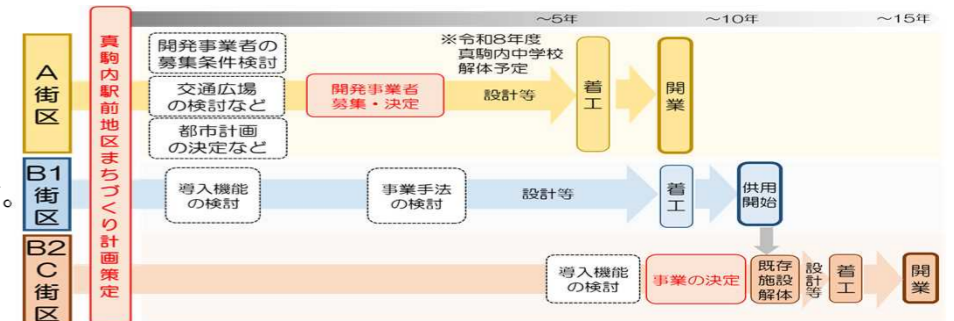 ~5年
~10年
~15年
真駒内駅前地区まちづくり計画策定
A
街
区
開発事業者の
募集条件検討
交通広場
の検討など
都市計画
の決定など
開発事業者
募集・決定
※令和8年度
真駒内中学校
解体予定
設計等
着工
開業
。
B1
街
区
導入機能
の検討
事業手法
の検討
設計等
着工
供用
開始
B2
C
街
区
導入機能
の検討
事業の決定
既存
施設
解体
設計等
着工
開業